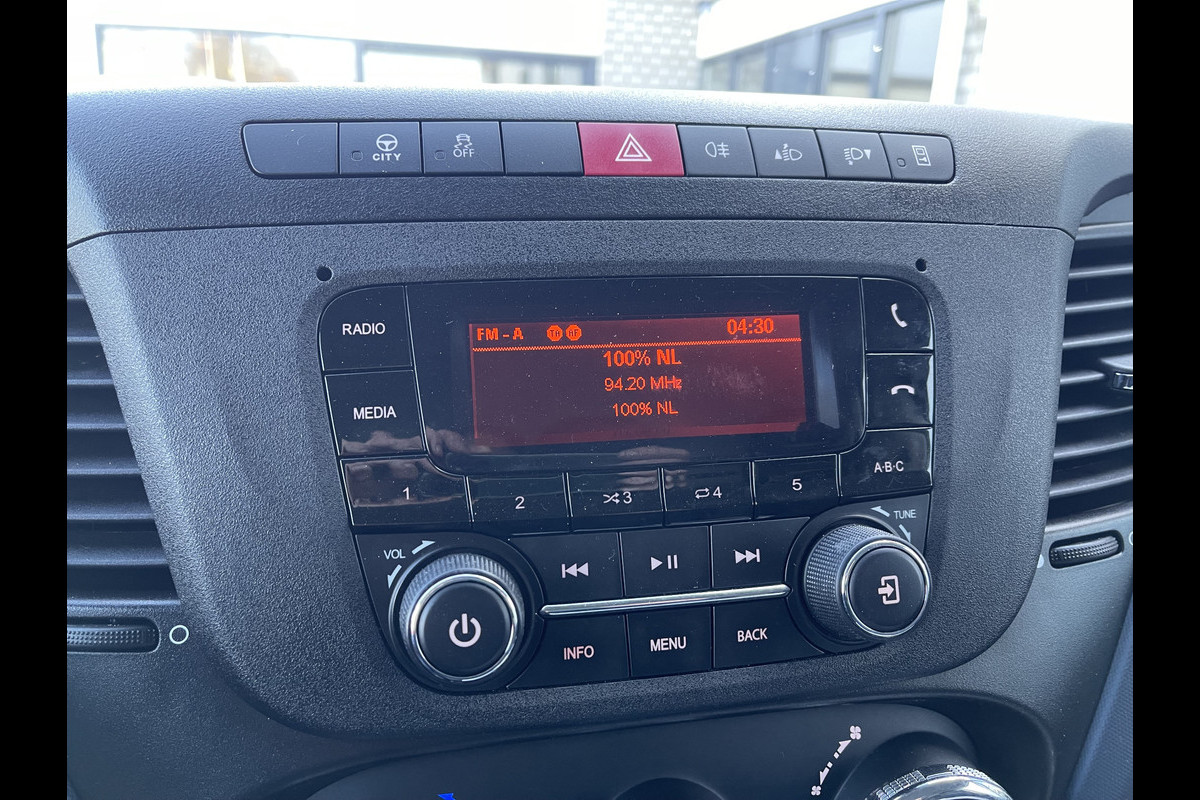 CITY
OFF
RADIO
FM-A TA AF 04:30
100% NL
94.20 MHz
100% NL
MEDIA
1 2 3 4 5 A·B·C
VOL
TUNE
INFO MENU BACK